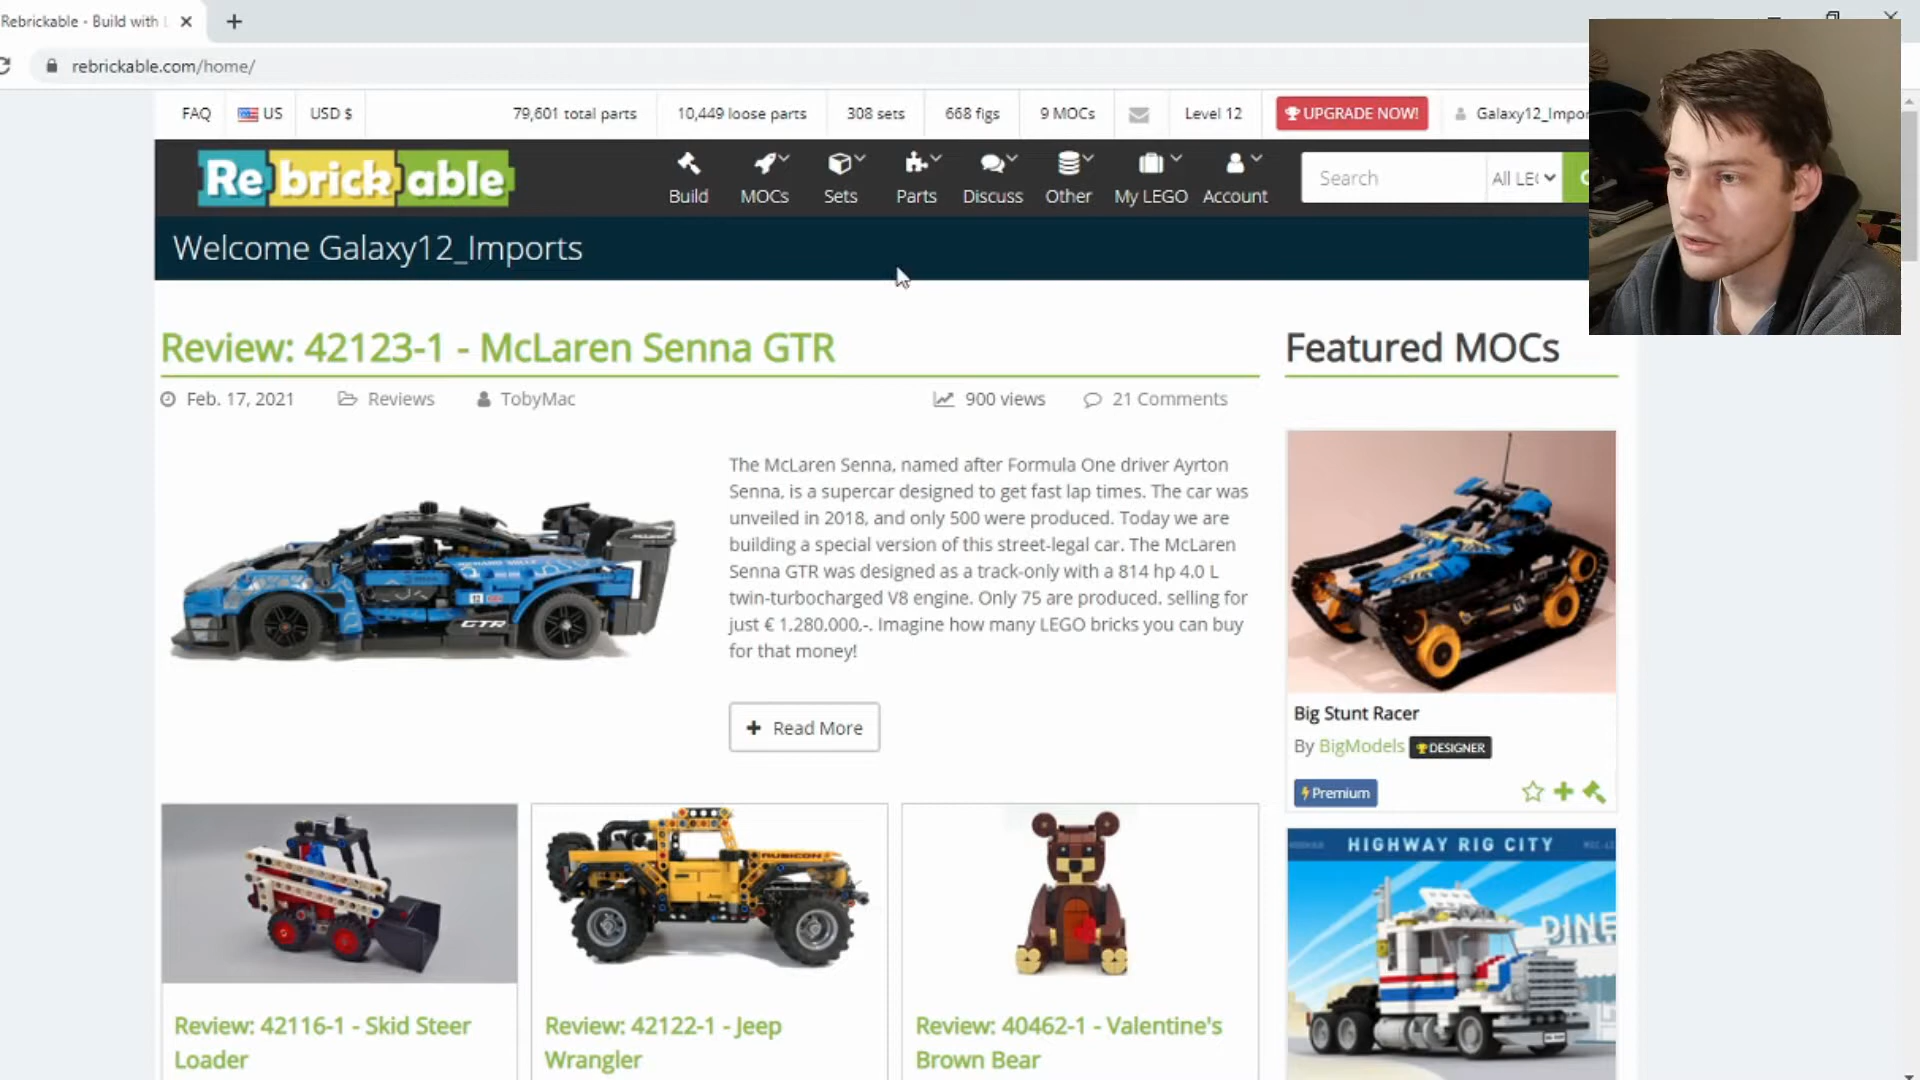 Rebrickable - Build with
rebrickable.com/home/
FAQ US USD $ 79,601 total parts 10,449 loose parts 308 sets 668 figs 9 MOCs Level 12 UPGRADE NOW! Galaxy12_Impor
Rebrickable
Build MOCs Sets Parts Discuss Other My LEGO Account Search All LE
Welcome Galaxy12_Imports
Review: 42123-1 - McLaren Senna GTR
Feb. 17, 2021 Reviews TobyMac 900 views 21 Comments
The McLaren Senna, named after Formula One driver Ayrton
Senna, is a supercar designed to get fast lap times. The car was
unveiled in 2018, and only 500 were produced. Today we are
building a special version of this street-legal car. The McLaren
Senna GTR was designed as a track-only with a 814 hp 4.0 L
twin-turbocharged V8 engine. Only 75 are produced. selling for
just € 1,280,000,-. Imagine how many LEGO bricks you can buy
for that money!
GTR
+ Read More
Review: 42116-1 - Skid Steer
Loader
RUBICON
Jeep
Review: 42122-1 - Jeep
Wrangler
Review: 40462-1 - Valentine's
Brown Bear
Featured MOCs
Big Stunt Racer
By BigModels DESIGNER
Premium
HIGHWAY RIG CITY
DINE